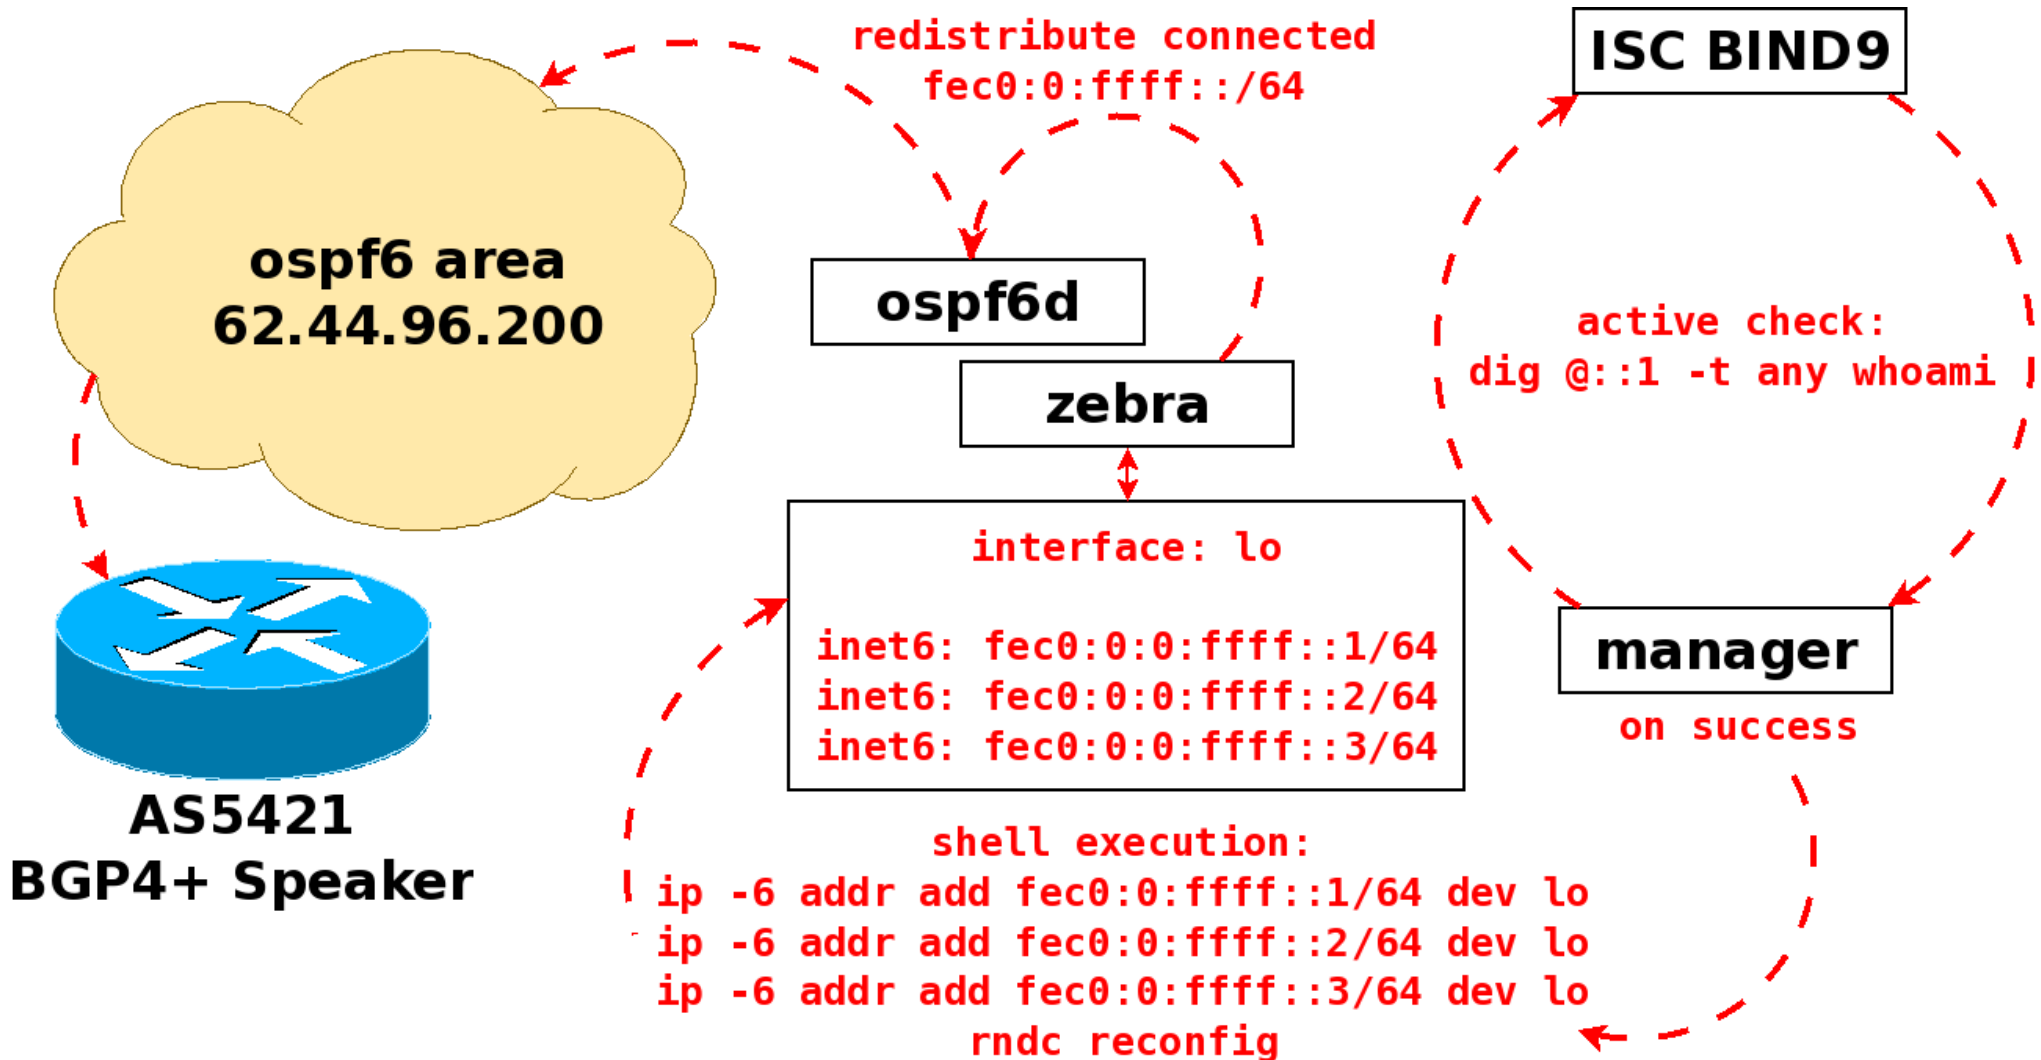 redistribute connected
fec0:0:ffff::/64
ISC BIND9
ospf6 area
62.44.96.200
ospf6d
zebra
active check:
dig @::1 -t any whoami
interface: lo
inet6: fec0:0:0:ffff::1/64
inet6: fec0:0:0:ffff::2/64
inet6: fec0:0:0:ffff::3/64
manager
on success
AS5421
BGP4+ Speaker
shell execution:
ip -6 addr add fec0:0:ffff::1/64 dev lo
ip -6 addr add fec0:0:ffff::2/64 dev lo
ip -6 addr add fec0:0:ffff::3/64 dev lo
rndc reconfig